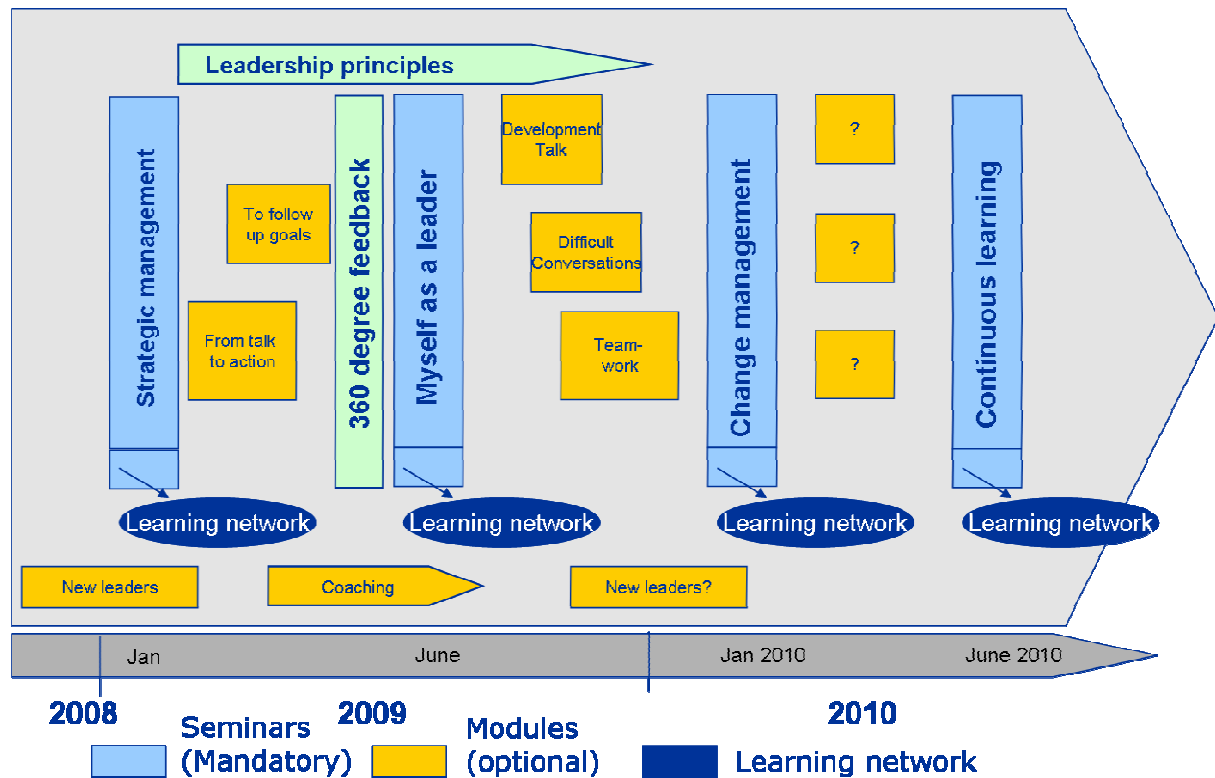 Leadership principles
Strategic management
To follow
up goals
From talk
to action
360 degree feedback
Myself as a leader
Development
Talk
Difficult
Conversations
Team-
work
Change management
?
?
?
Continuous learning
Learning network
Learning network
Learning network
Learning network
New leaders
Coaching
New leaders?
Jan
June
Jan 2010
June 2010
2008
2009
2010
Seminars
(Mandatory)
Modules
(optional)
Learning network